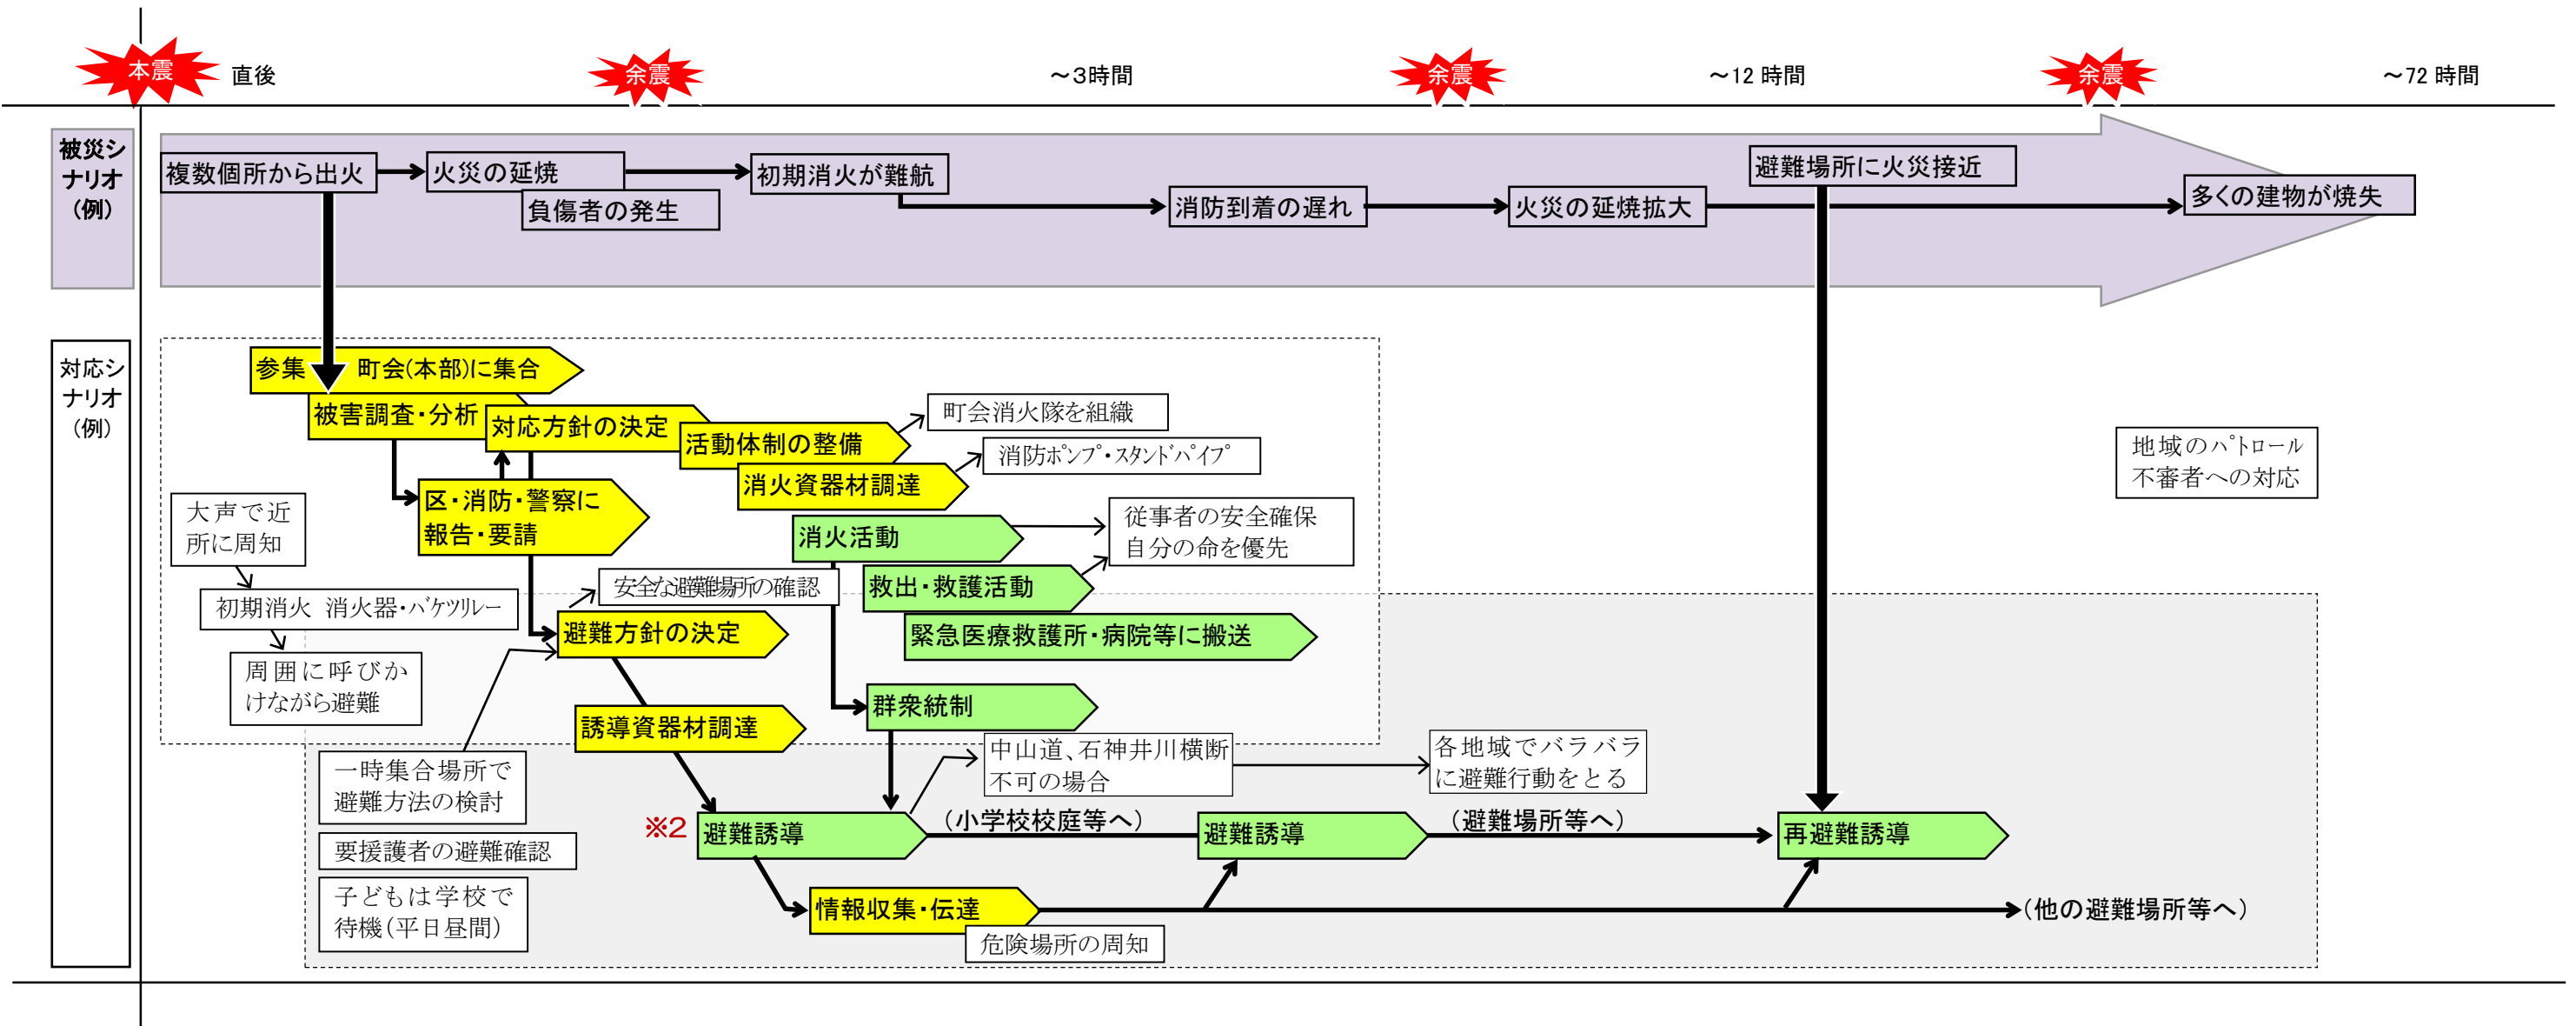 本震
直後
余震
～3時間
余震
～12時間
余震
～72時間
被災シ
ナリオ
（例）
複数個所から出火
火災の延焼
負傷者の発生
初期消火が難航
消防到着の遅れ
火災の延焼拡大
避難場所に火災接近
多くの建物が焼失
対応シ
ナリオ
（例）
参集　町会(本部)に集合
被害調査・分析
対応方針の決定
活動体制の整備
町会消火隊を組織
消火資器材調達
消防ﾎﾟﾝﾌﾟ・ｽﾀﾝﾄﾞﾊﾟｲﾌﾟ
地域のﾊﾟﾄﾛｰﾙ
不審者への対応
区・消防・警察に
報告・要請
大声で近
所に周知
初期消火　消火器・ﾊﾞｹﾂﾘﾚｰ
周囲に呼びか
けながら避難
消火活動
従事者の安全確保
自分の命を優先
救出・救護活動
緊急医療救護所・病院等に搬送
安全な避難場所の確認
避難方針の決定
群衆統制
誘導資器材調達
一時集合場所で
避難方法の検討
要援護者の避難確認
子どもは学校で
待機（平日昼間）
中山道、石神井川横断
不可の場合
各地域でバラバラ
に避難行動をとる
※2
避難誘導
（小学校校庭等へ）
避難誘導
（避難場所等へ）
再避難誘導
情報収集・伝達
危険場所の周知
（他の避難場所等へ）